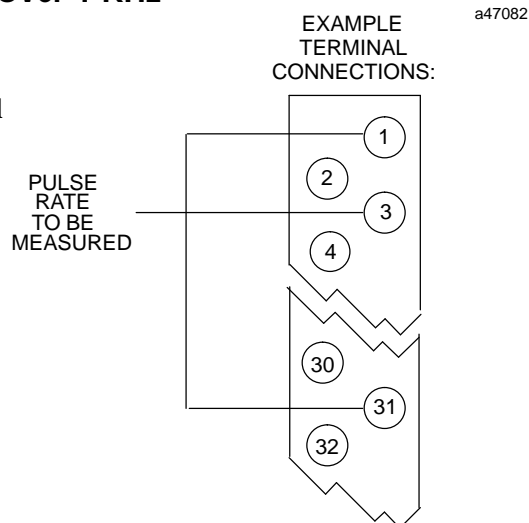 a47082
EXAMPLE
TERMINAL
CONNECTIONS:
1
2
PULSE
RATE
TO BE
MEASURED
3
4
30
31
32